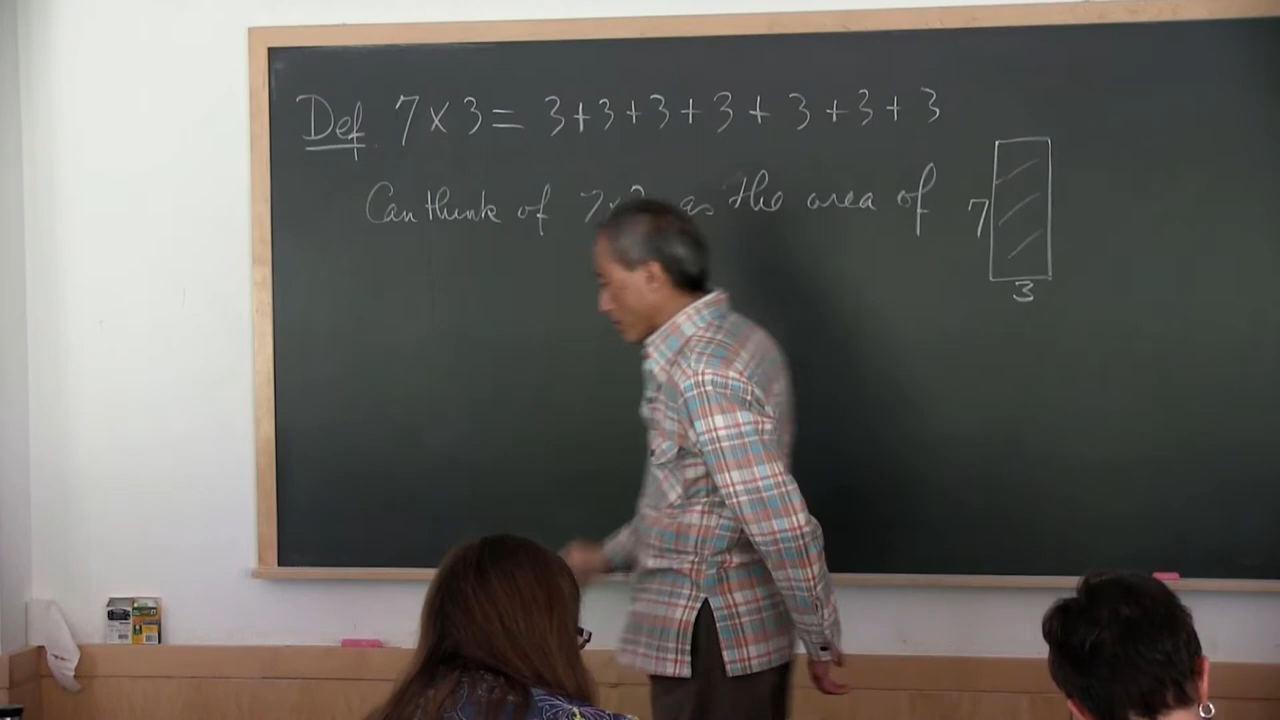 Def. 7 × 3 = 3 + 3 + 3 + 3 + 3 + 3 + 3
Can think of 7 × 3 as the area of
7
3